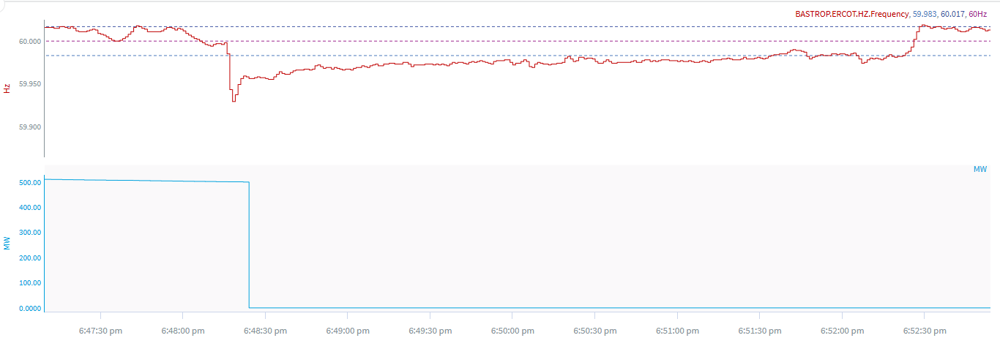 BASTROP.ERCOT.HZ.Frequency, 59.983, 60.017, 60Hz
60.000
59.950
59.900
Hz
MW
500.00
400.00
300.00
200.00
100.00
0.0000
MW
6:47:30 pm 6:48:00 pm 6:48:30 pm 6:49:00 pm 6:49:30 pm 6:50:00 pm 6:50:30 pm 6:51:00 pm 6:51:30 pm 6:52:00 pm 6:52:30 pm